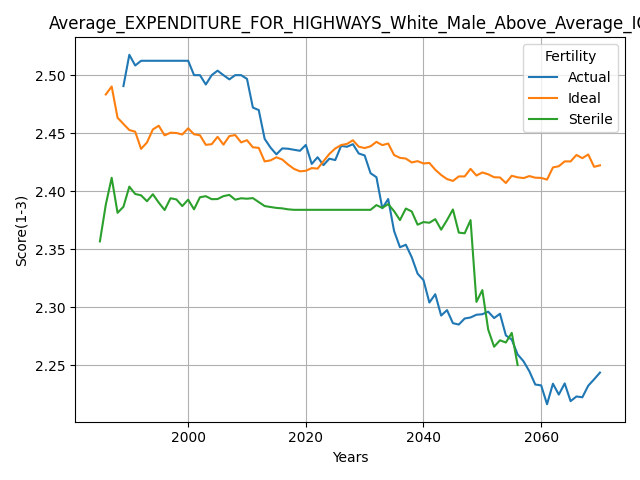 Average_EXPENDITURE_FOR_HIGHWAYS_White_Male_Above_Average_IQ
Fertility
Actual
Ideal
Sterile
Score(1-3)
2.50
2.45
2.40
2.35
2.30
2.25
2000
2020
2040
2060
Years